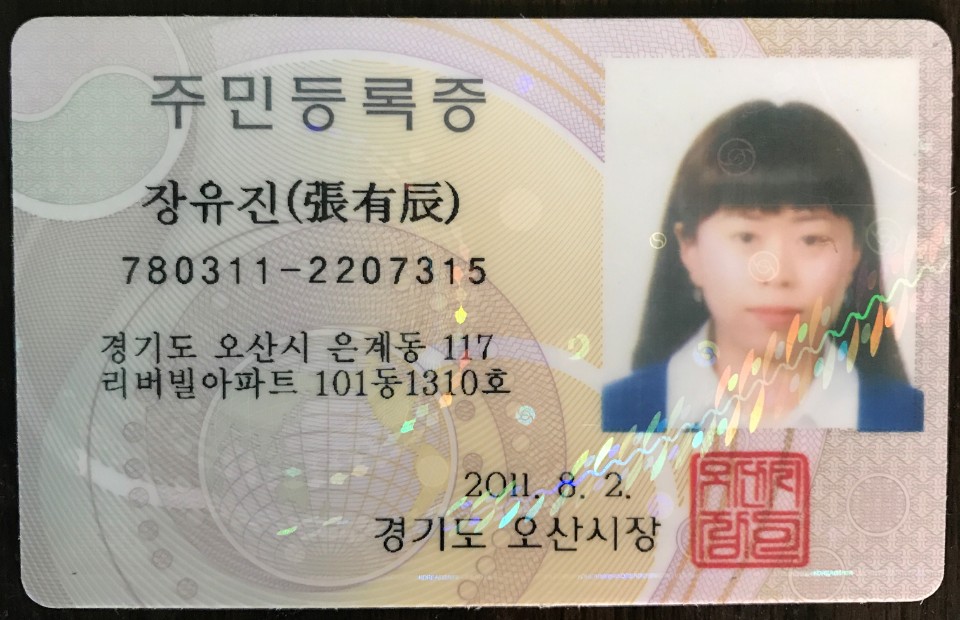 주민등록증
장유진(張有辰)
780311-2207315
경기도 오산시 은계동 117
리버빌아파트 101동1310호
2011. 8. 2.
경기도 오산시장